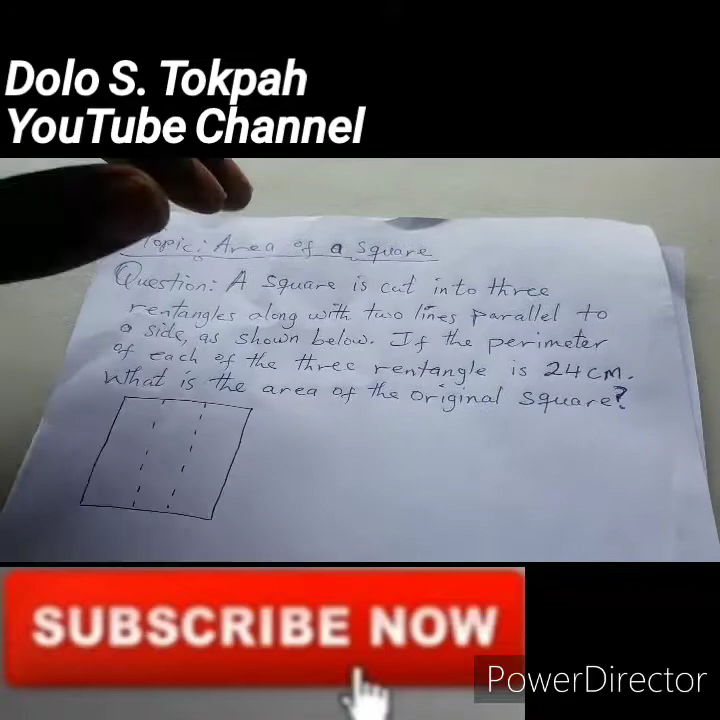 Dolo S. Tokpah
YouTube Channel
Topic: Area of a square
Question: A square is cut into three
rentangles along with two lines parallel to
a side, as shown below. If the perimeter
of each of the three rentangle is 24cm.
What is the area of the original square?
SUBSCRIBE NOW
PowerDirector